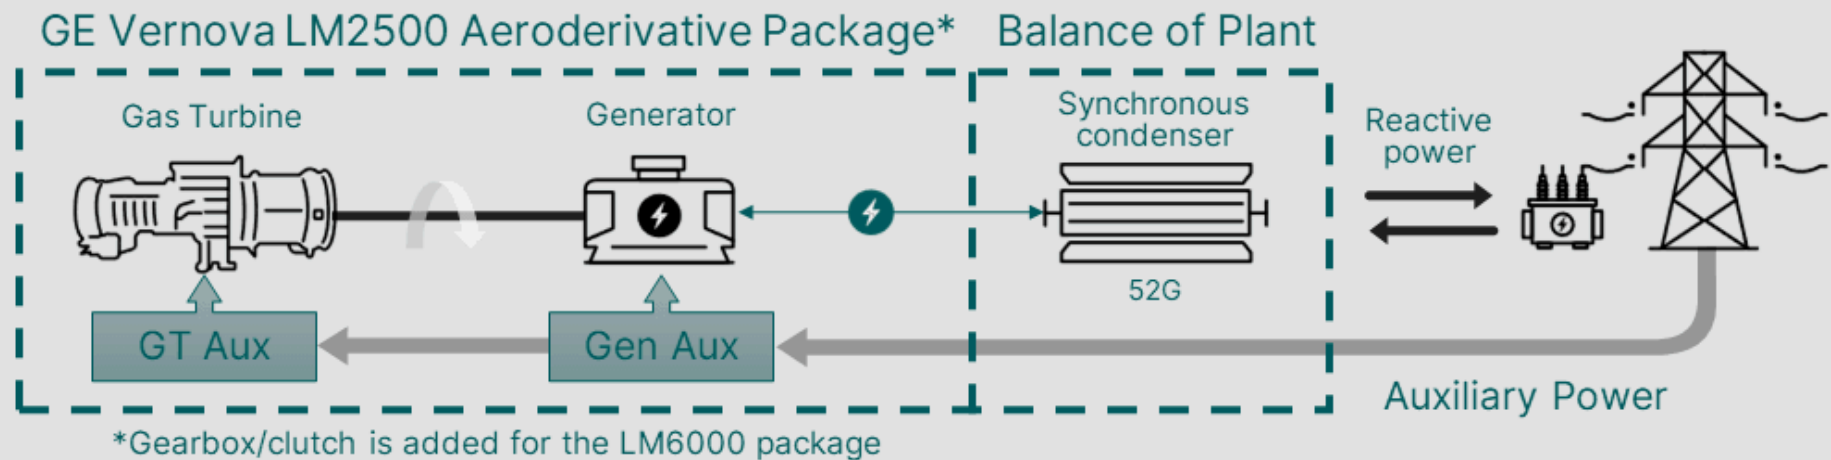 GE Vernova LM2500 Aeroderivative Package*
Balance of Plant
Gas Turbine
Generator
Synchronous
condenser
Reactive
power
52G
GT Aux
Gen Aux
Auxiliary Power
*Gearbox/clutch is added for the LM6000 package